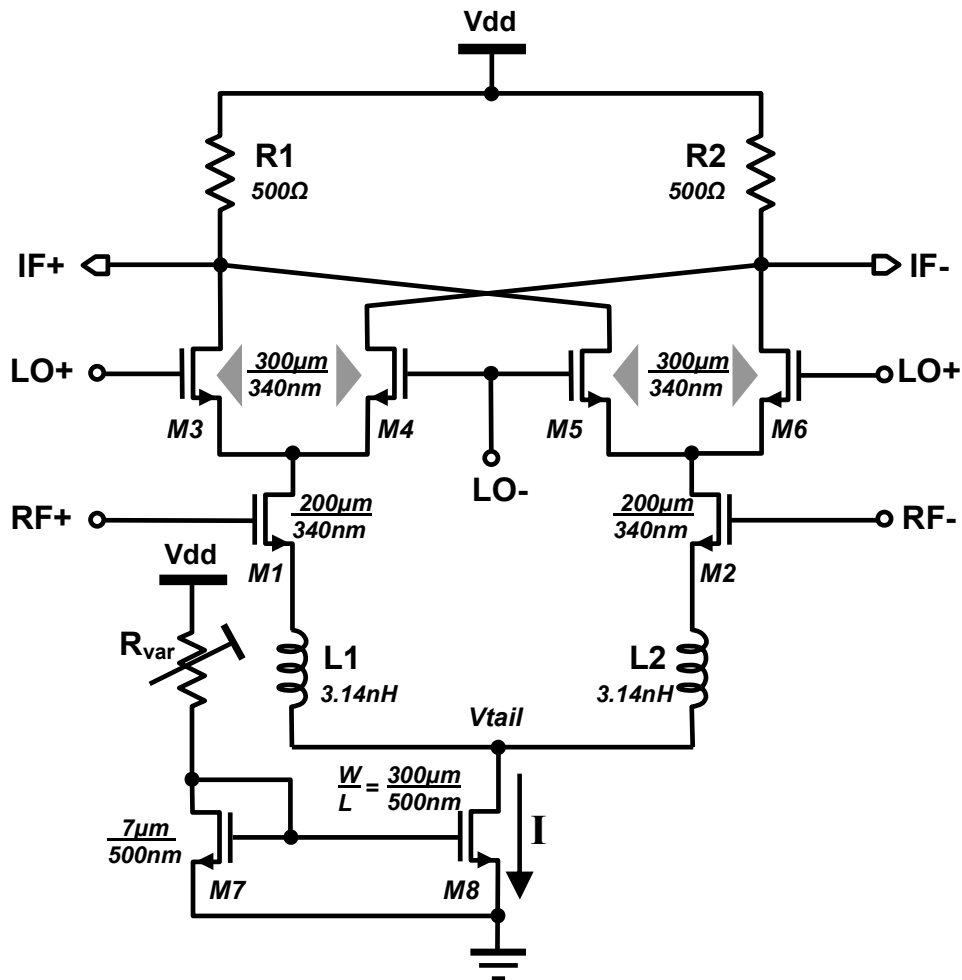 Vdd
R1
500Ω
R2
500Ω
IF+
IF-
LO+
300µm
340nm
300µm
340nm
LO+
M3
M4
M5
M6
LO-
RF+
200µm
340nm
200µm
340nm
RF-
M1
M2
Vdd
Rvar
L1
3.14nH
L2
3.14nH
Vtail
W
L
=
300µm
500nm
I
7µm
500nm
M7
M8